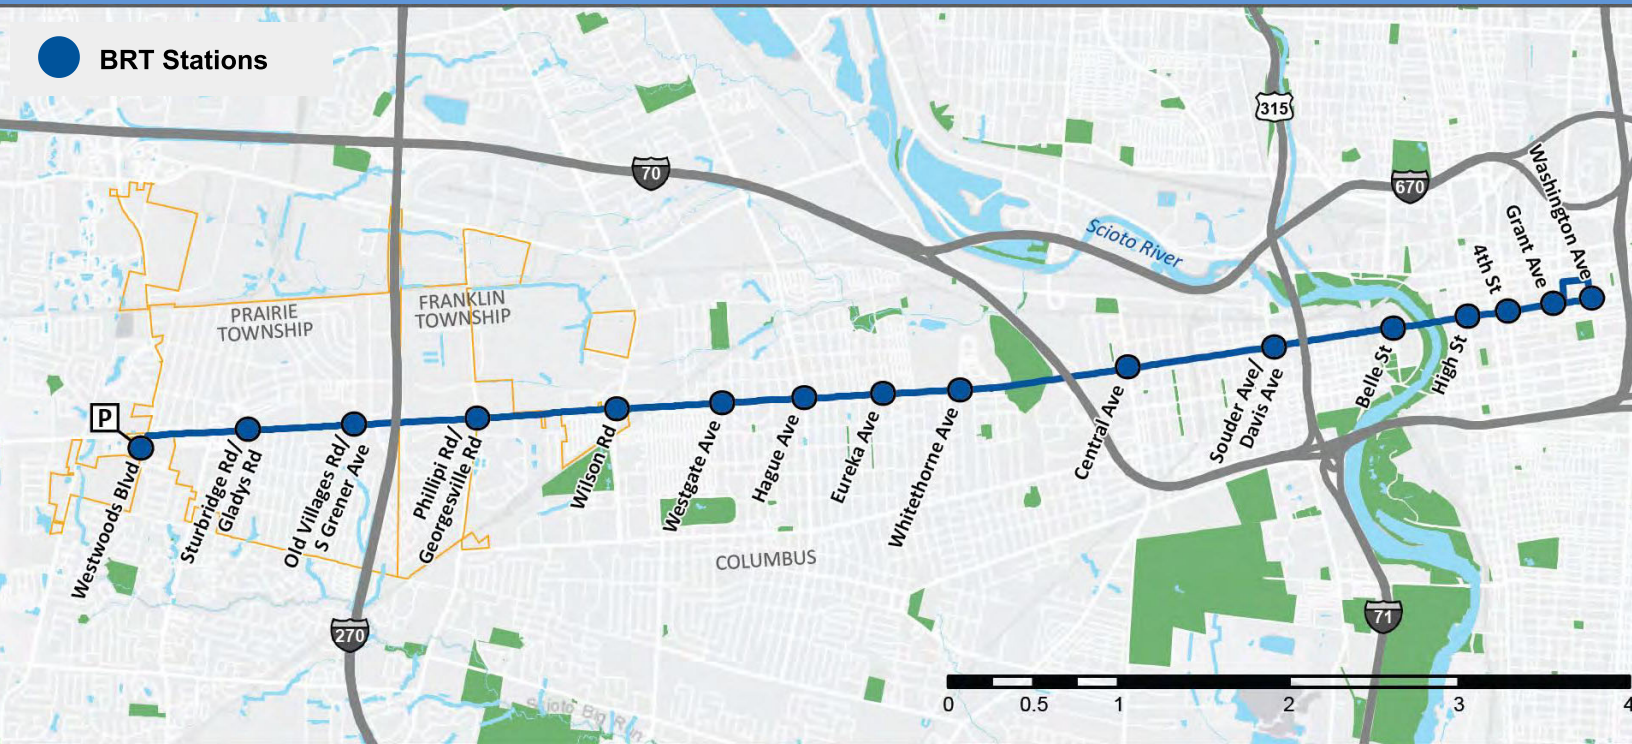 BRT Stations
315
70
670
Washington Ave
Scioto River
Grant Ave
4th St
PRAIRIE
TOWNSHIP
FRANKLIN
TOWNSHIP
P
Westwoods Blvd
Sturbridge Rd/
Gladys Rd
Old Villages Rd/
S Grener Ave
Phillipi Rd/
Georgesville Rd
Wilson Rd
Westgate Ave
Hague Ave
Eureka Ave
Whitethorne Ave
Central Ave
Souder Ave/
Davis Ave
Belle St
High St
COLUMBUS
270
71
Scioto Big Run
0 0.5 1 2 3 4